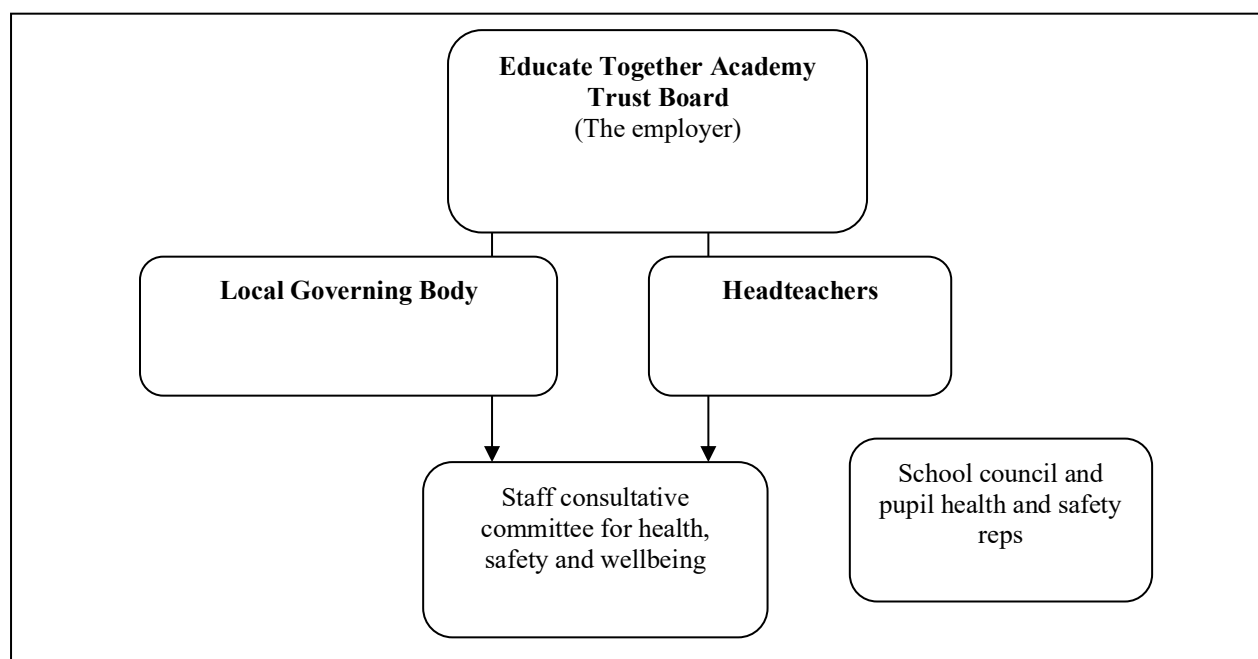 Educate Together Academy
Trust Board
(The employer)
Local Governing Body
Headteachers
Staff consultative
committee for health,
safety and wellbeing
School council and
pupil health and safety
reps